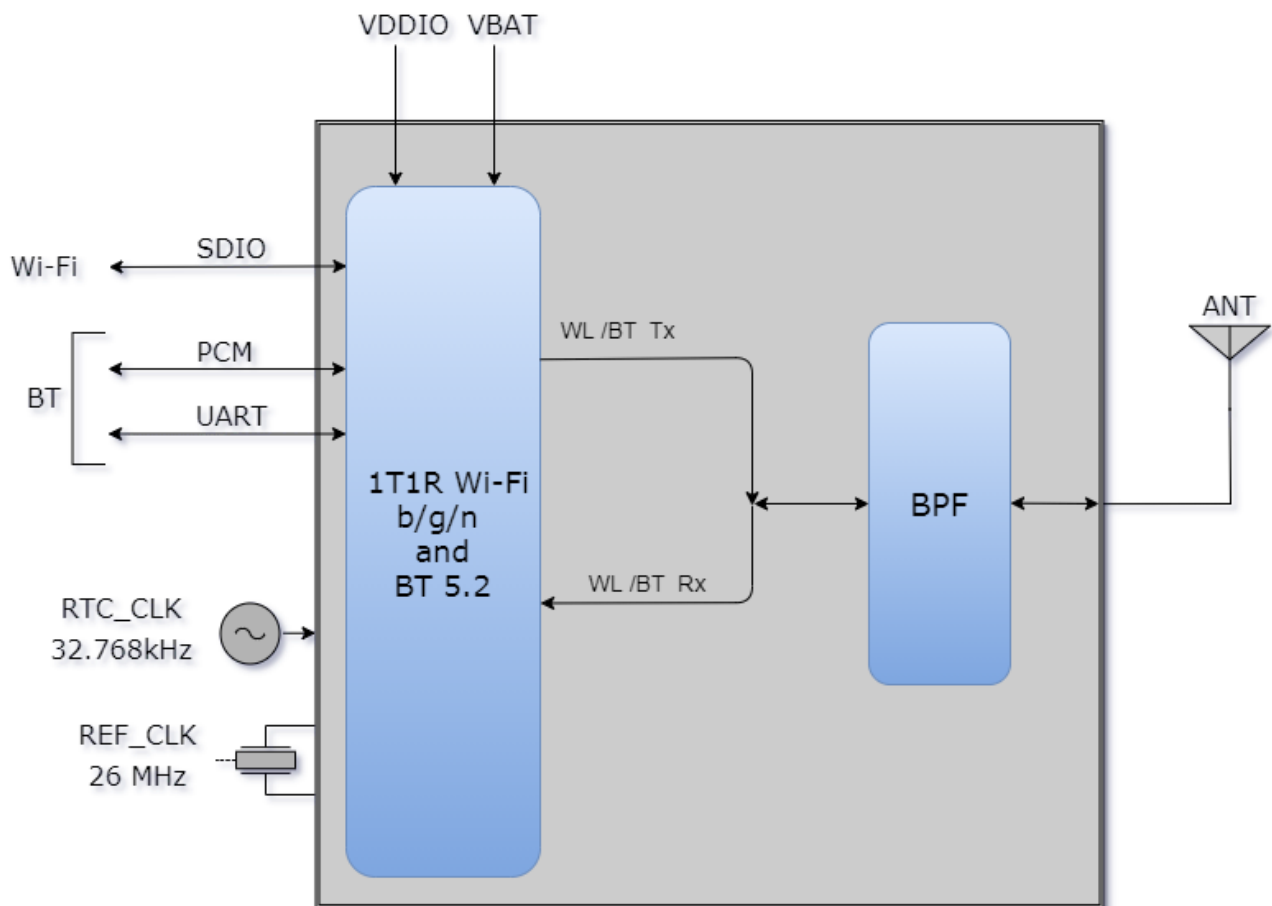 VDDIO VBAT
Wi-Fi
SDIO
BT
PCM
UART
1T1R Wi-Fi
b/g/n
and
BT 5.2
WL /BT Tx
WL /BT Rx
BPF
ANT
RTC_CLK
32.768kHz
REF_CLK
26 MHz